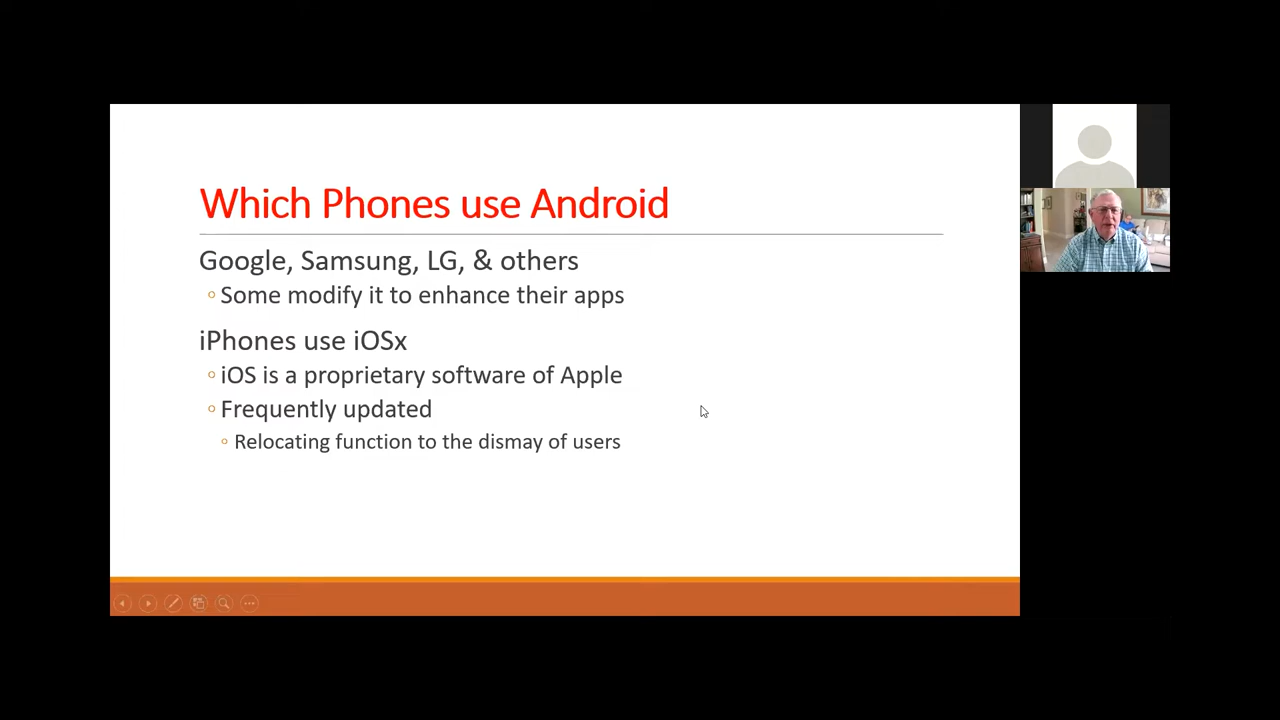 Which Phones use Android
Google, Samsung, LG, & others
Some modify it to enhance their apps
iPhones use iOSx
iOS is a proprietary software of Apple
Frequently updated
Relocating function to the dismay of users